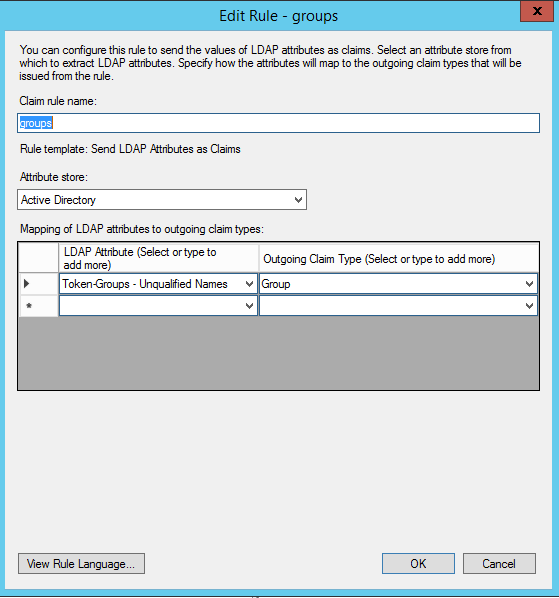 Edit Rule - groups
x
You can configure this rule to send the values of LDAP attributes as claims. Select an attribute store from
which to extract LDAP attributes. Specify how the attributes will map to the outgoing claim types that will be
issued from the rule.
Claim rule name:
groups
Rule template: Send LDAP Attributes as Claims
Attribute store:
Active Directory
Mapping of LDAP attributes to outgoing claim types:
LDAP Attribute (Select or type to
add more)
Outgoing Claim Type (Select or type to add more)
Token-Groups - Unqualified Names
Group
*
View Rule Language...
OK
Cancel